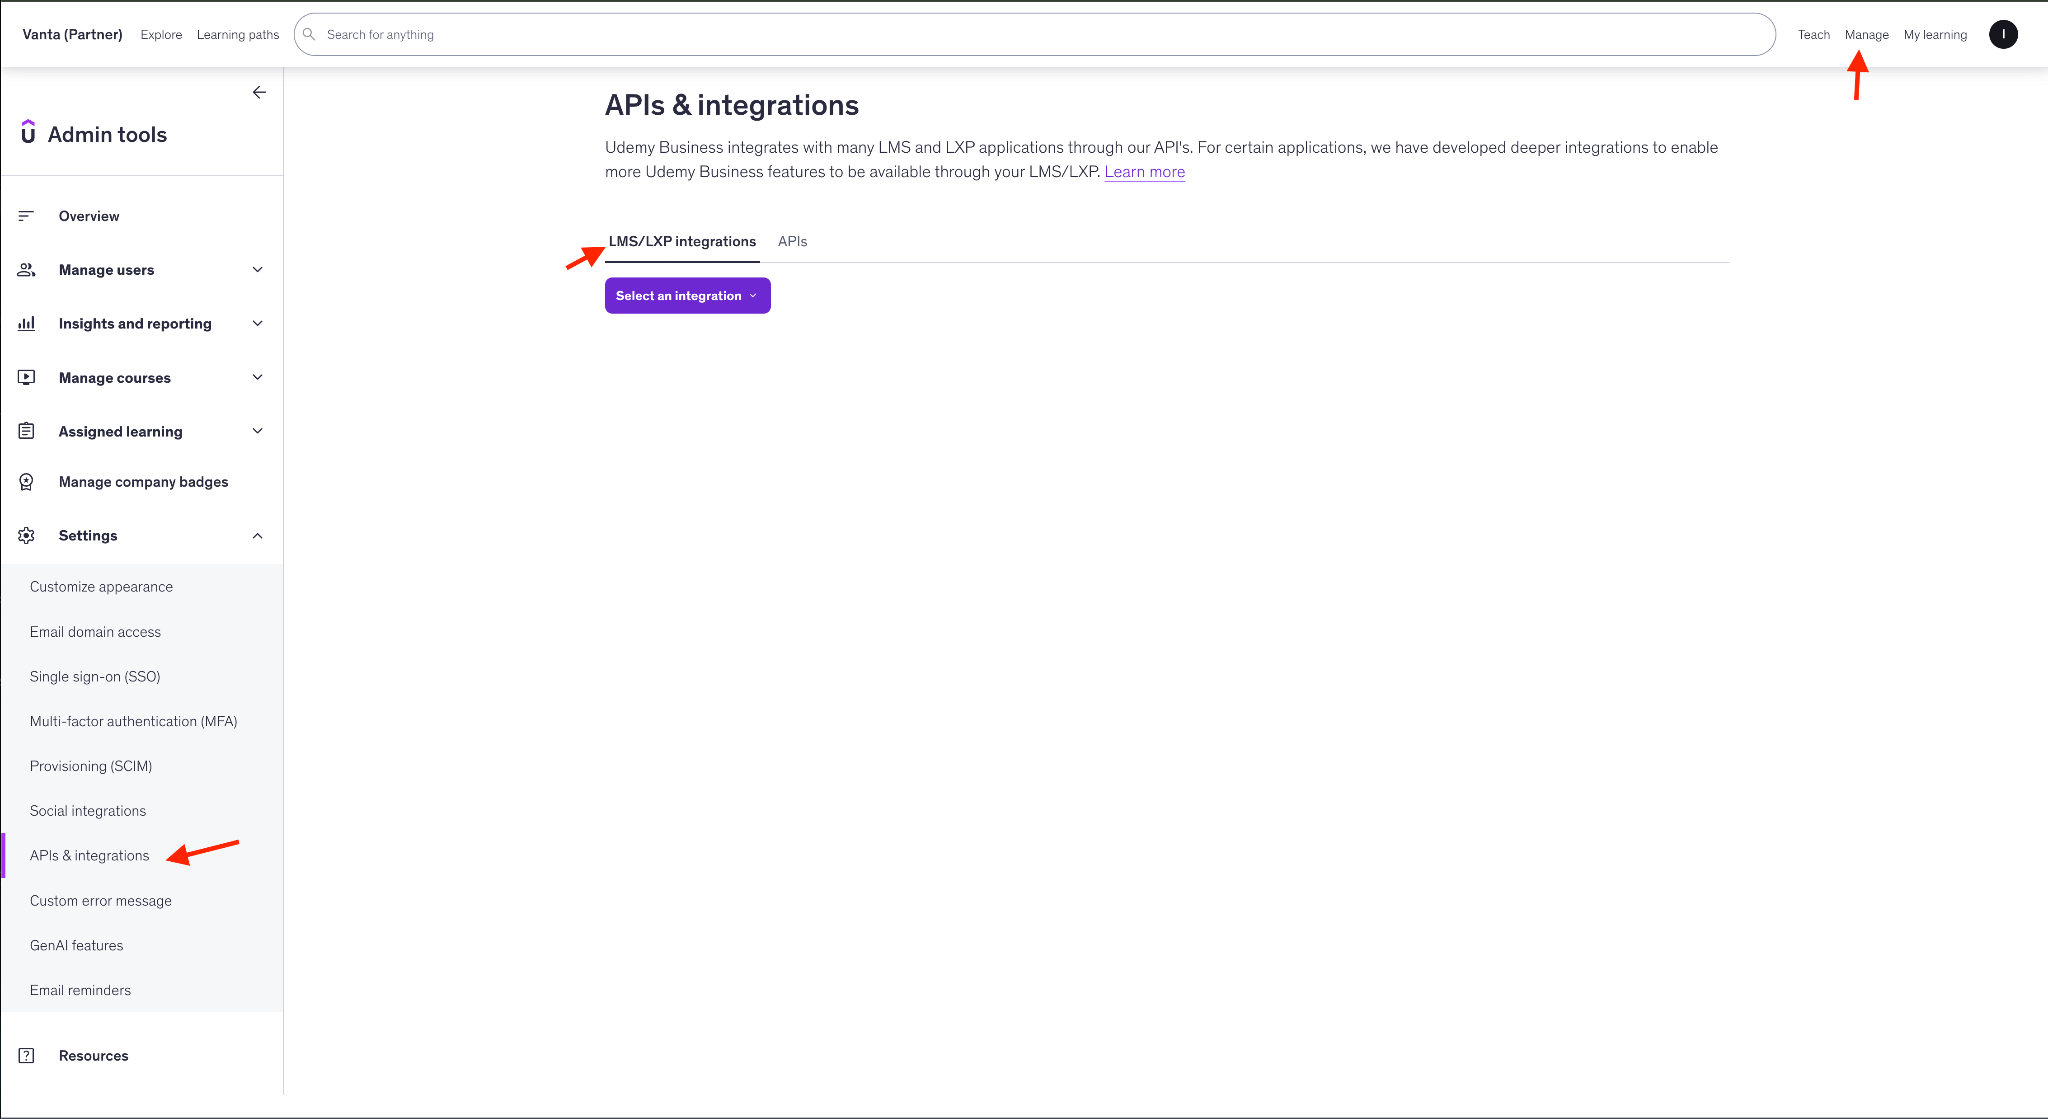 Vanta (Partner) Explore Learning paths Search for anything Teach Manage My learning I
Admin tools
Overview
Manage users
Insights and reporting
Manage courses
Assigned learning
Manage company badges
Settings
Customize appearance
Email domain access
Single sign-on (SSO)
Multi-factor authentication (MFA)
Provisioning (SCIM)
Social integrations
APIs & integrations
Custom error message
GenAI features
Email reminders
Resources
APIs & integrations
Udemy Business integrates with many LMS and LXP applications through our API's. For certain applications, we have developed deeper integrations to enable
more Udemy Business features to be available through your LMS/LXP. Learn more
LMS/LXP integrations APIs
Select an integration